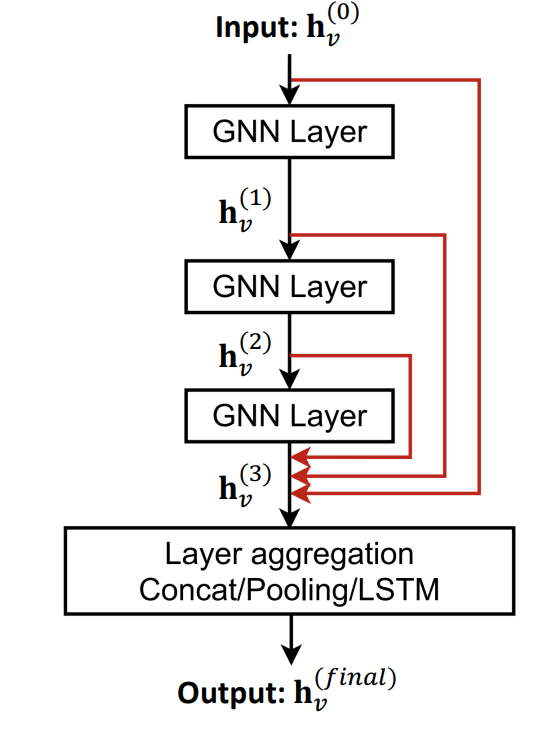 Input: h_v^(0)
GNN Layer
h_v^(1)
GNN Layer
h_v^(2)
GNN Layer
h_v^(3)
Layer aggregation
Concat/Pooling/LSTM
Output: h_v^(final)